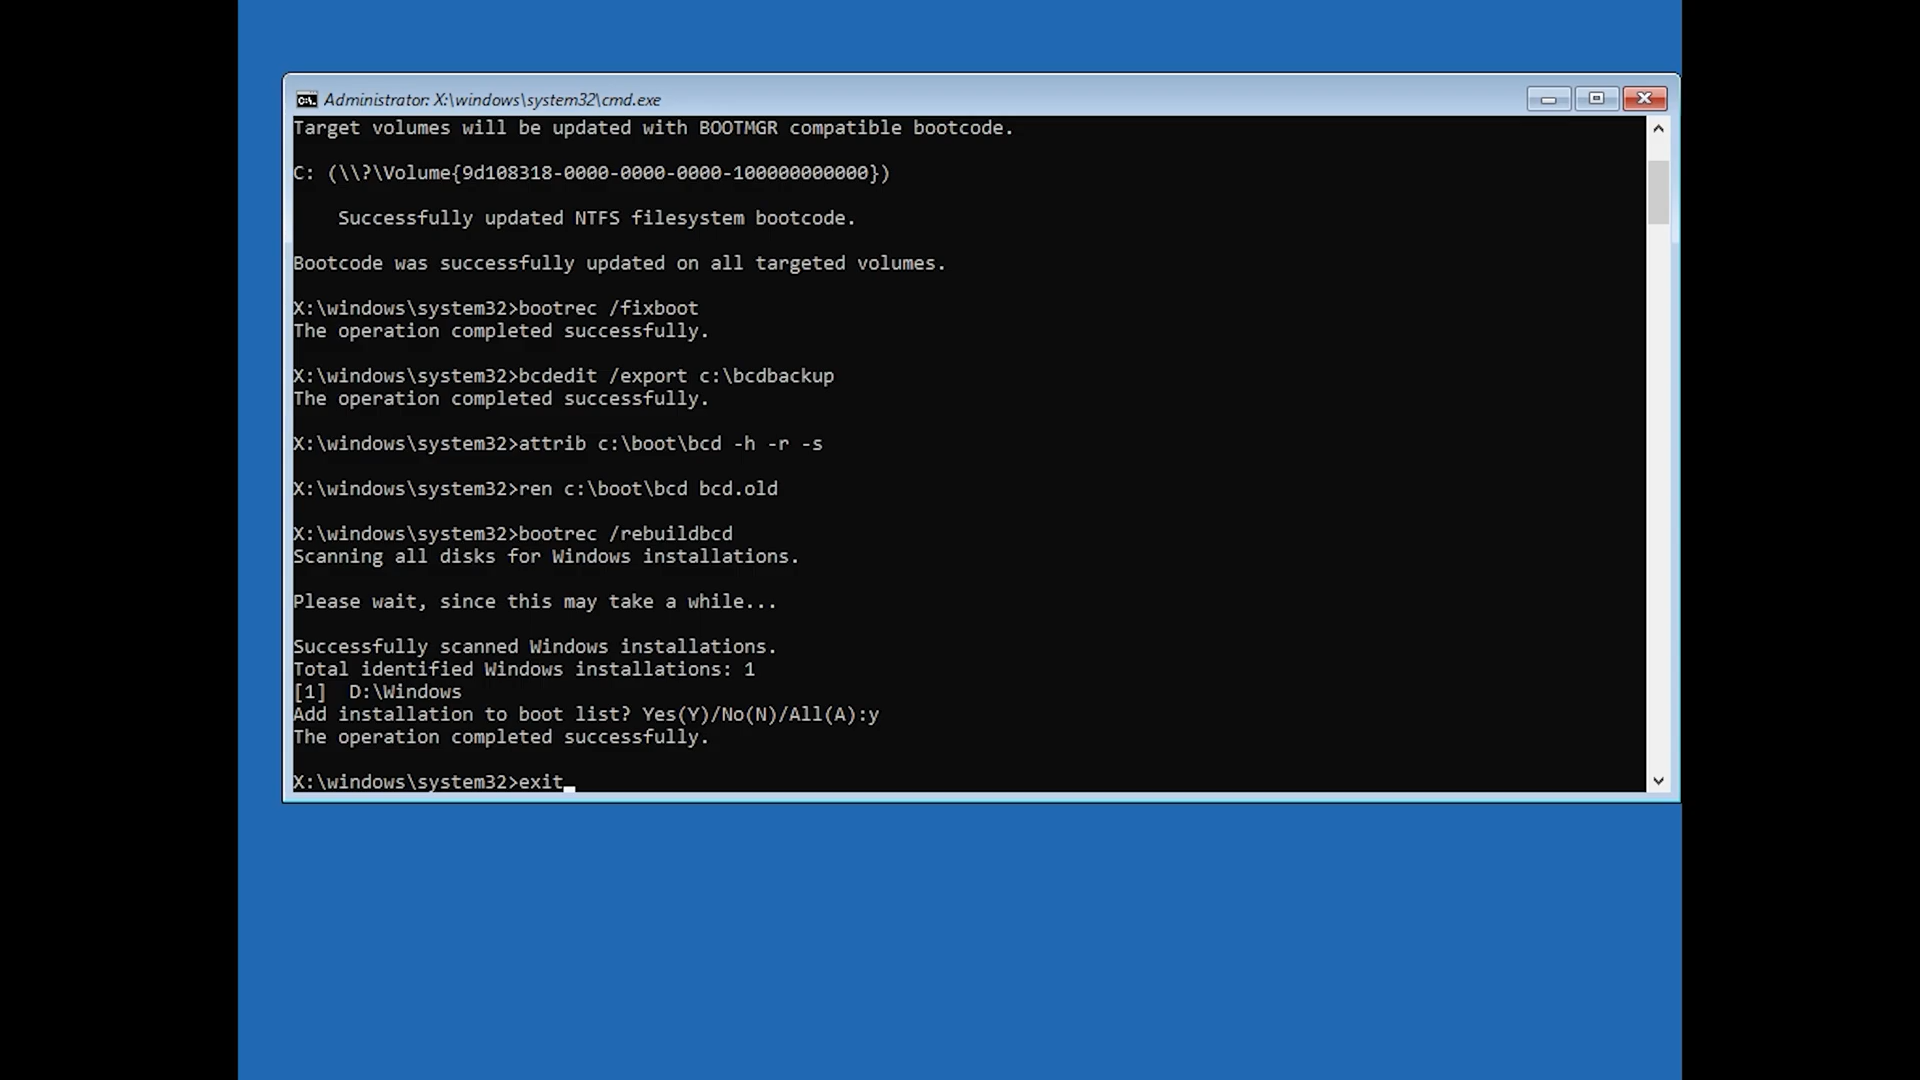 Administrator: X:\windows\system32\cmd.exe
Target volumes will be updated with BOOTMGR compatible bootcode.
C: (\\?\Volume{9d108318-0000-0000-0000-100000000000})
Successfully updated NTFS filesystem bootcode.
Bootcode was successfully updated on all targeted volumes.
X:\windows\system32>bootrec /fixboot
The operation completed successfully.
X:\windows\system32>bcdedit /export c:\bcdbackup
The operation completed successfully.
X:\windows\system32>attrib c:\boot\bcd -h -r -s
X:\windows\system32>ren c:\boot\bcd bcd.old
X:\windows\system32>bootrec /rebuildbcd
Scanning all disks for Windows installations.
Please wait, since this may take a while...
Successfully scanned Windows installations.
Total identified Windows installations: 1
[1]  D:\Windows
Add installation to boot list? Yes(Y)/No(N)/All(A):y
The operation completed successfully.
X:\windows\system32>exit